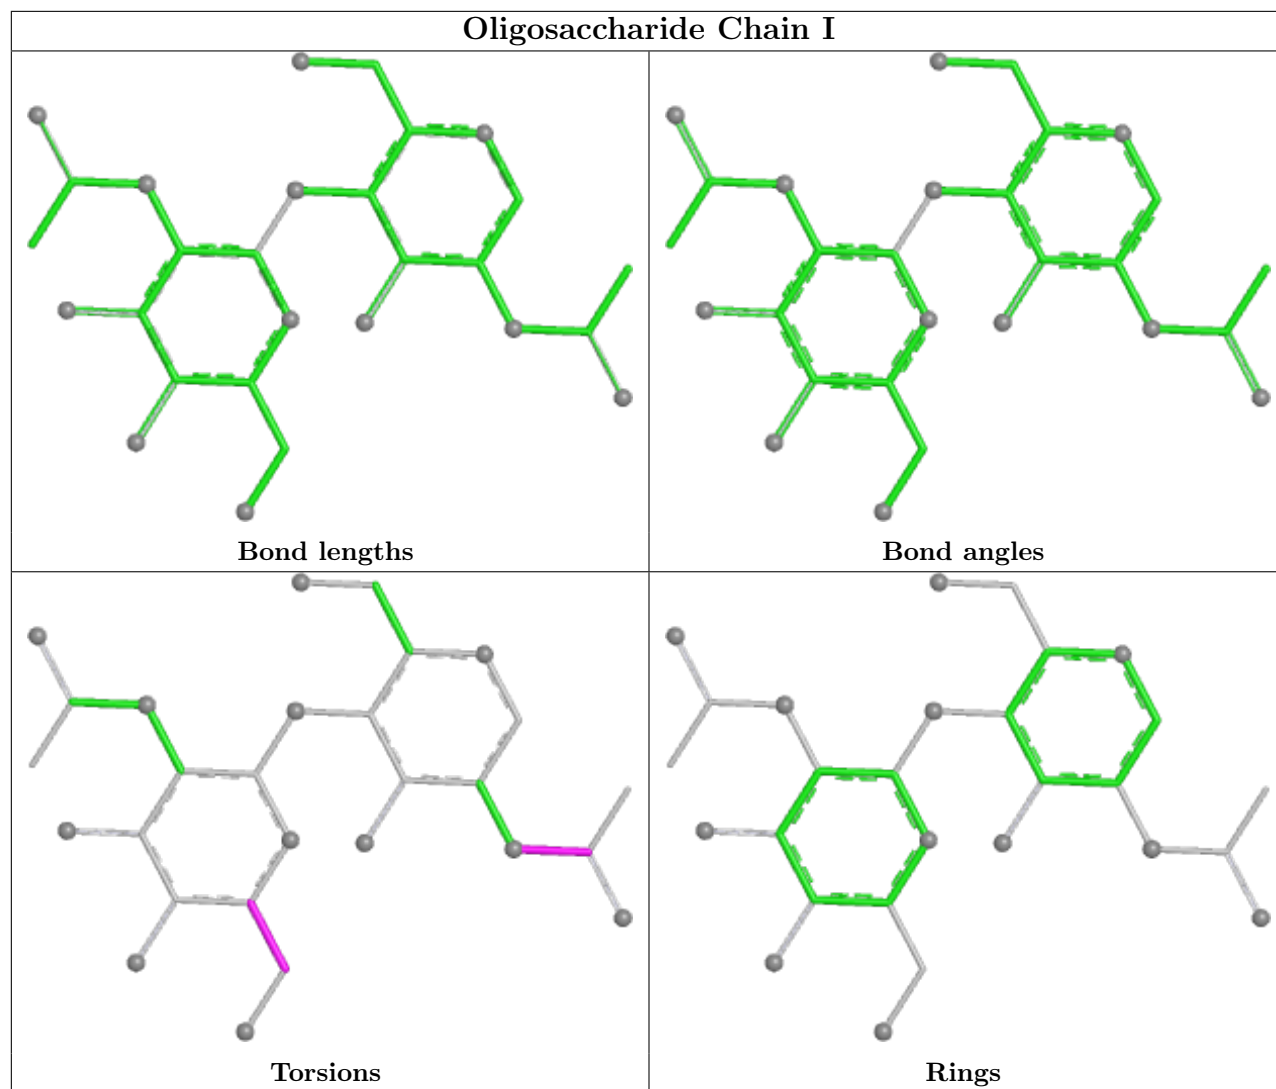 Oligosaccharide Chain I
Bond lengths
Bond angles
Torsions
Rings